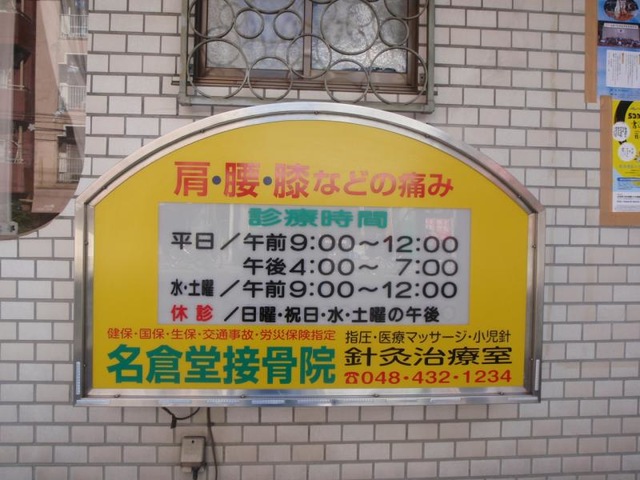 肩・腰・膝などの痛み
診療時間
平日/午前9:00～12:00
午後4:00～ 7:00
水・土曜/午前9:00～12:00
休診/日曜・祝日・水・土曜の午後
健保・国保・生保・交通事故・労災保険指定
名倉堂接骨院
指圧・医療マッサージ・小児針
針灸治療室
☎048-432-1234